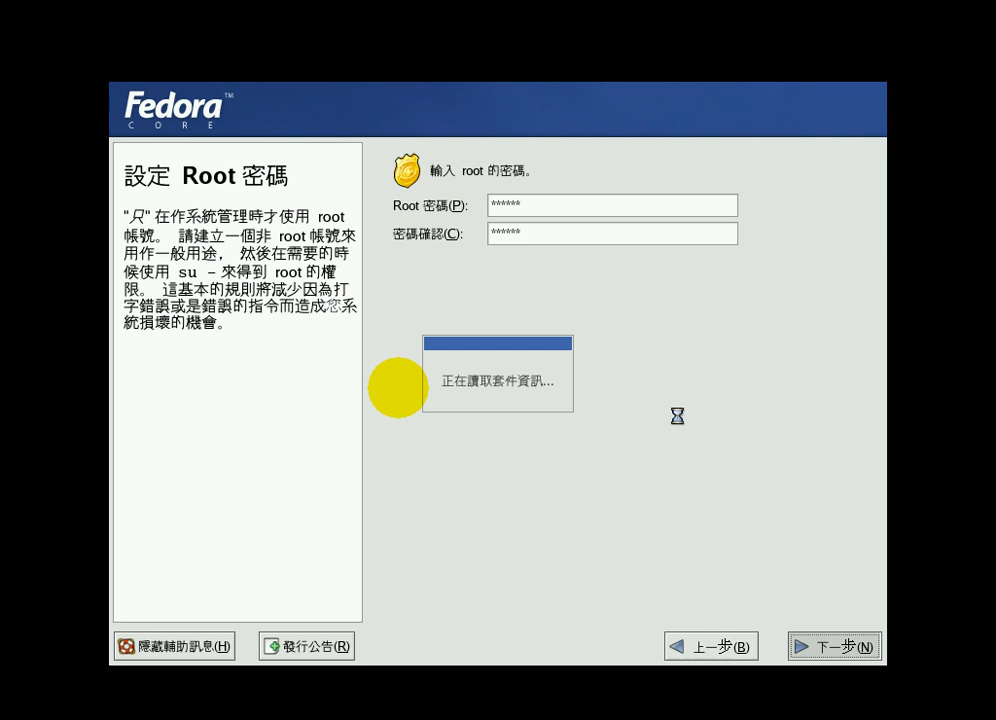 Fedora™
CORE
設定 Root 密碼
"只" 在作系統管理時才使用 root
帳號。 請建立一個非 root 帳號來
用作一般用途， 然後在需要的時
候使用 su - 來得到 root 的權
限。 這基本的規則將減少因為打
字錯誤或是錯誤的指令而造成您系
統損壞的機會。
輸入 root 的密碼。
Root 密碼(P): ******
密碼確認(C): ******
正在讀取套件資訊...
隱藏輔助訊息(H)
發行公告(R)
上一步(B)
下一步(N)